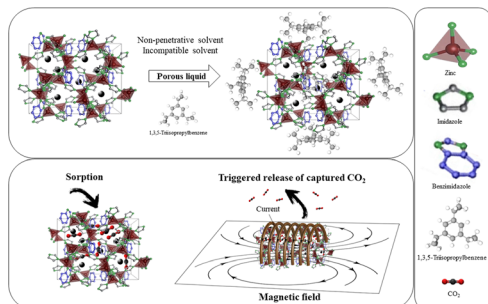 Non-penetrative solvent
Incompatible solvent
Porous liquid
1,3,5-Triisopropylbenzene
Sorption
Triggered release of captured CO2
Current
Magnetic field
Zinc
Imidazole
Benzimidazole
1,3,5-Triisopropylbenzene
CO2